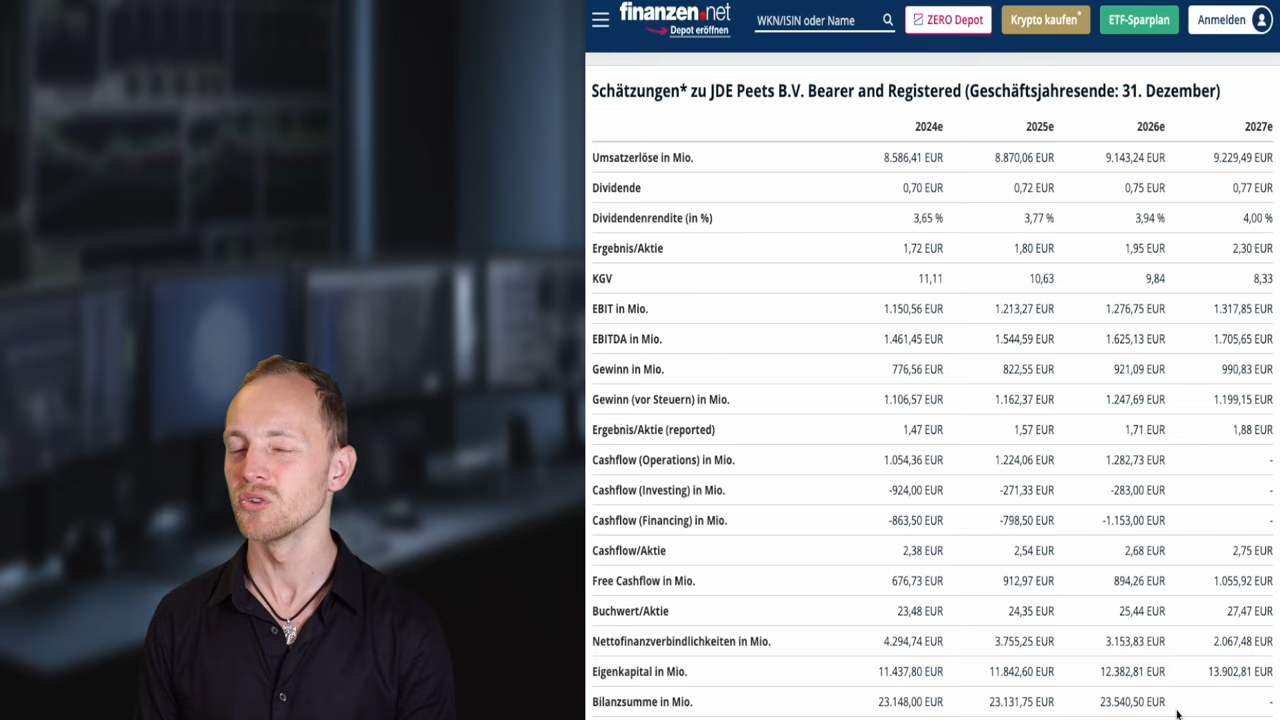 finanzen.net
Depot eröffnen
WKN/ISIN oder Name
ZERO Depot
Krypto kaufen*
ETF-Sparplan
Anmelden
Schätzungen* zu JDE Peets B.V. Bearer and Registered (Geschäftsjahresende: 31. Dezember)
2024e 2025e 2026e 2027e
Umsatzerlöse in Mio. 8.586,41 EUR 8.870,06 EUR 9.143,24 EUR 9.229,49 EUR
Dividende 0,70 EUR 0,72 EUR 0,75 EUR 0,77 EUR
Dividendenrendite (in %) 3,65 % 3,77 % 3,94 % 4,00 %
Ergebnis/Aktie 1,72 EUR 1,80 EUR 1,95 EUR 2,30 EUR
KGV 11,11 10,63 9,84 8,33
EBIT in Mio. 1.150,56 EUR 1.213,27 EUR 1.276,75 EUR 1.317,85 EUR
EBITDA in Mio. 1.461,45 EUR 1.544,59 EUR 1.625,13 EUR 1.705,65 EUR
Gewinn in Mio. 776,56 EUR 822,55 EUR 921,09 EUR 990,83 EUR
Gewinn (vor Steuern) in Mio. 1.106,57 EUR 1.162,37 EUR 1.247,69 EUR 1.199,15 EUR
Ergebnis/Aktie (reported) 1,47 EUR 1,57 EUR 1,71 EUR 1,88 EUR
Cashflow (Operations) in Mio. 1.054,36 EUR 1.224,06 EUR 1.282,73 EUR -
Cashflow (Investing) in Mio. -924,00 EUR -271,33 EUR -283,00 EUR -
Cashflow (Financing) in Mio. -863,50 EUR -798,50 EUR -1.153,00 EUR -
Cashflow/Aktie 2,38 EUR 2,54 EUR 2,68 EUR 2,75 EUR
Free Cashflow in Mio. 676,73 EUR 912,97 EUR 894,26 EUR 1.055,92 EUR
Buchwert/Aktie 23,48 EUR 24,35 EUR 25,44 EUR 27,47 EUR
Nettofinanzverbindlichkeiten in Mio. 4.294,74 EUR 3.755,25 EUR 3.153,83 EUR 2.067,48 EUR
Eigenkapital in Mio. 11.437,80 EUR 11.842,60 EUR 12.382,81 EUR 13.902,81 EUR
Bilanzsumme in Mio. 23.148,00 EUR 23.131,75 EUR 23.540,50 EUR -